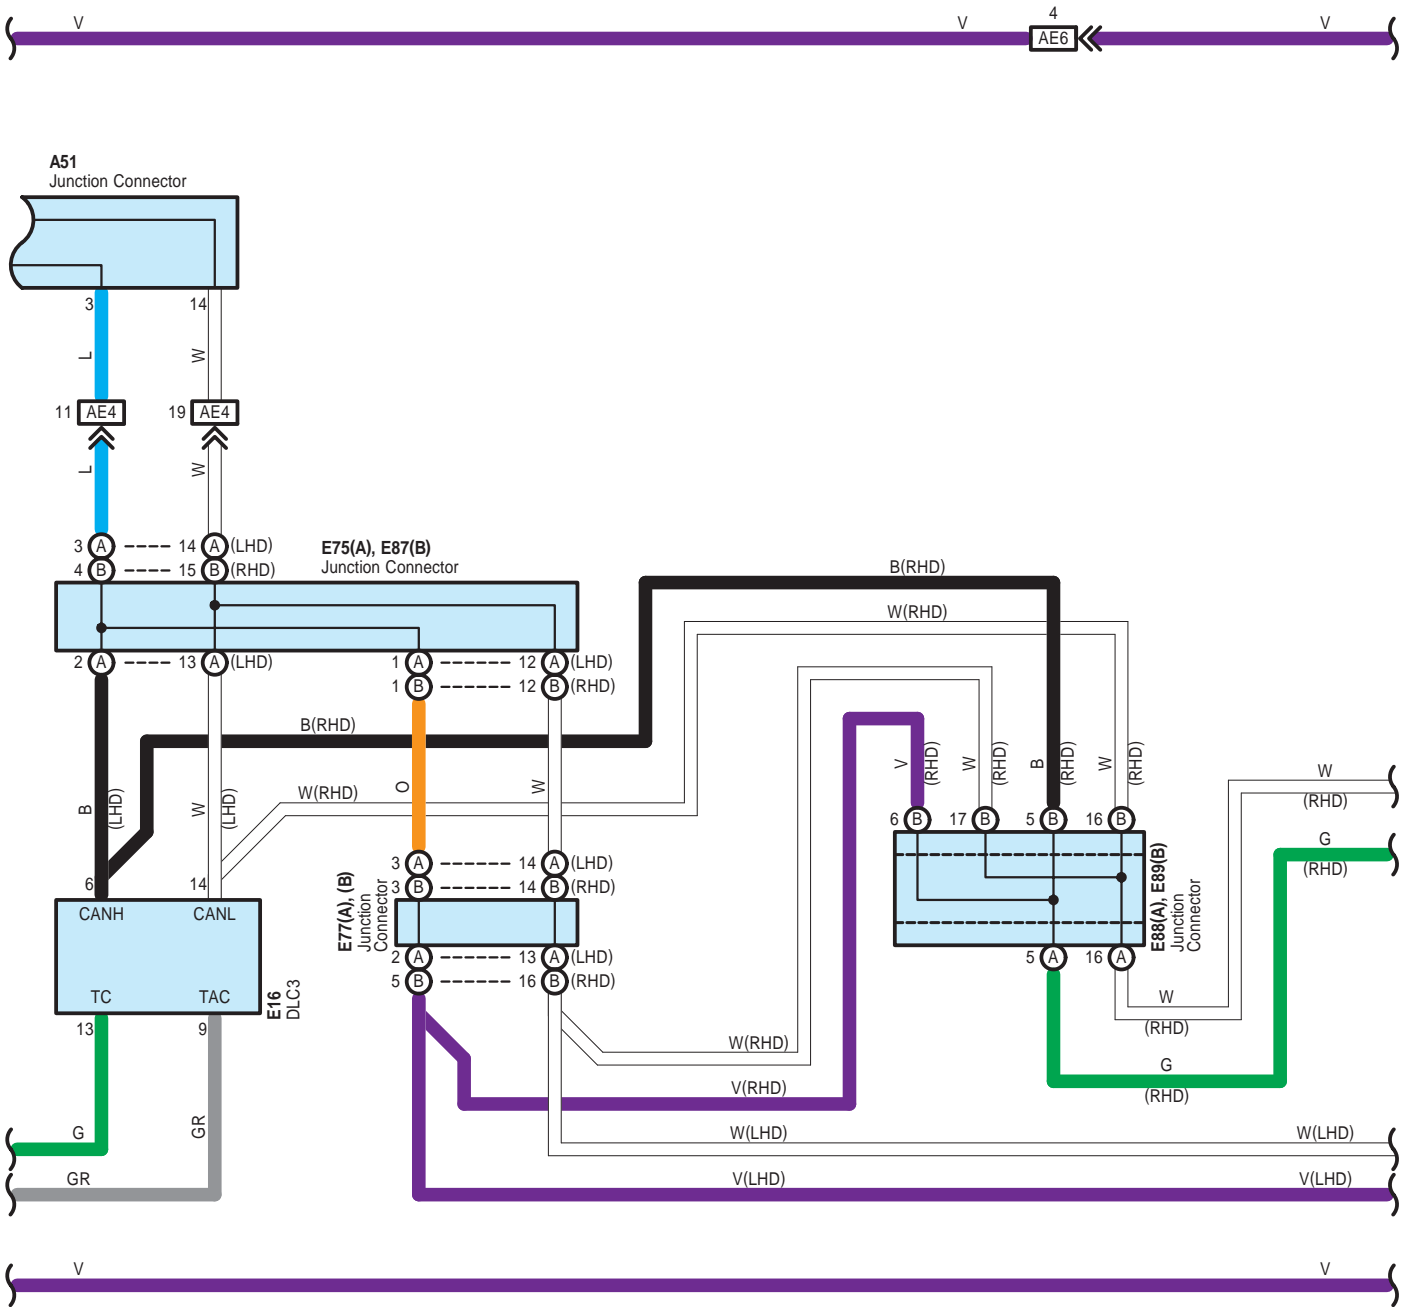 4
V V AE6 V
A51
Junction Connector
3 14
L W
11 AE4 19 AE4
L W
3 A 14 A (LHD)
4 B 15 B (RHD)
E75(A), E87(B)
Junction Connector
B(RHD)
W(RHD)
2 A 13 A (LHD) 1 A 12 A (LHD)
1 B 12 B (RHD)
B(RHD)
V (RHD) W (RHD) B (RHD) W (RHD)
W
(RHD)
B (LHD) W (LHD) W(RHD) O W
6 B 17 B 5 B 16 B
G
(RHD)
3 A 14 A (LHD)
3 B 14 B (RHD)
6 14
CANH CANL
TC TAC
E16
DLC3
E77(A), (B)
Junction
Connector
E88(A), E89(B)
Junction
Connector
2 A 13 A (LHD)
5 B 16 B (RHD)
5 A 16 A
W
(RHD)
13 9
W(RHD)
G
(RHD)
V(RHD)
G GR
W(LHD) W(LHD)
GR
V(LHD) V(LHD)
V V